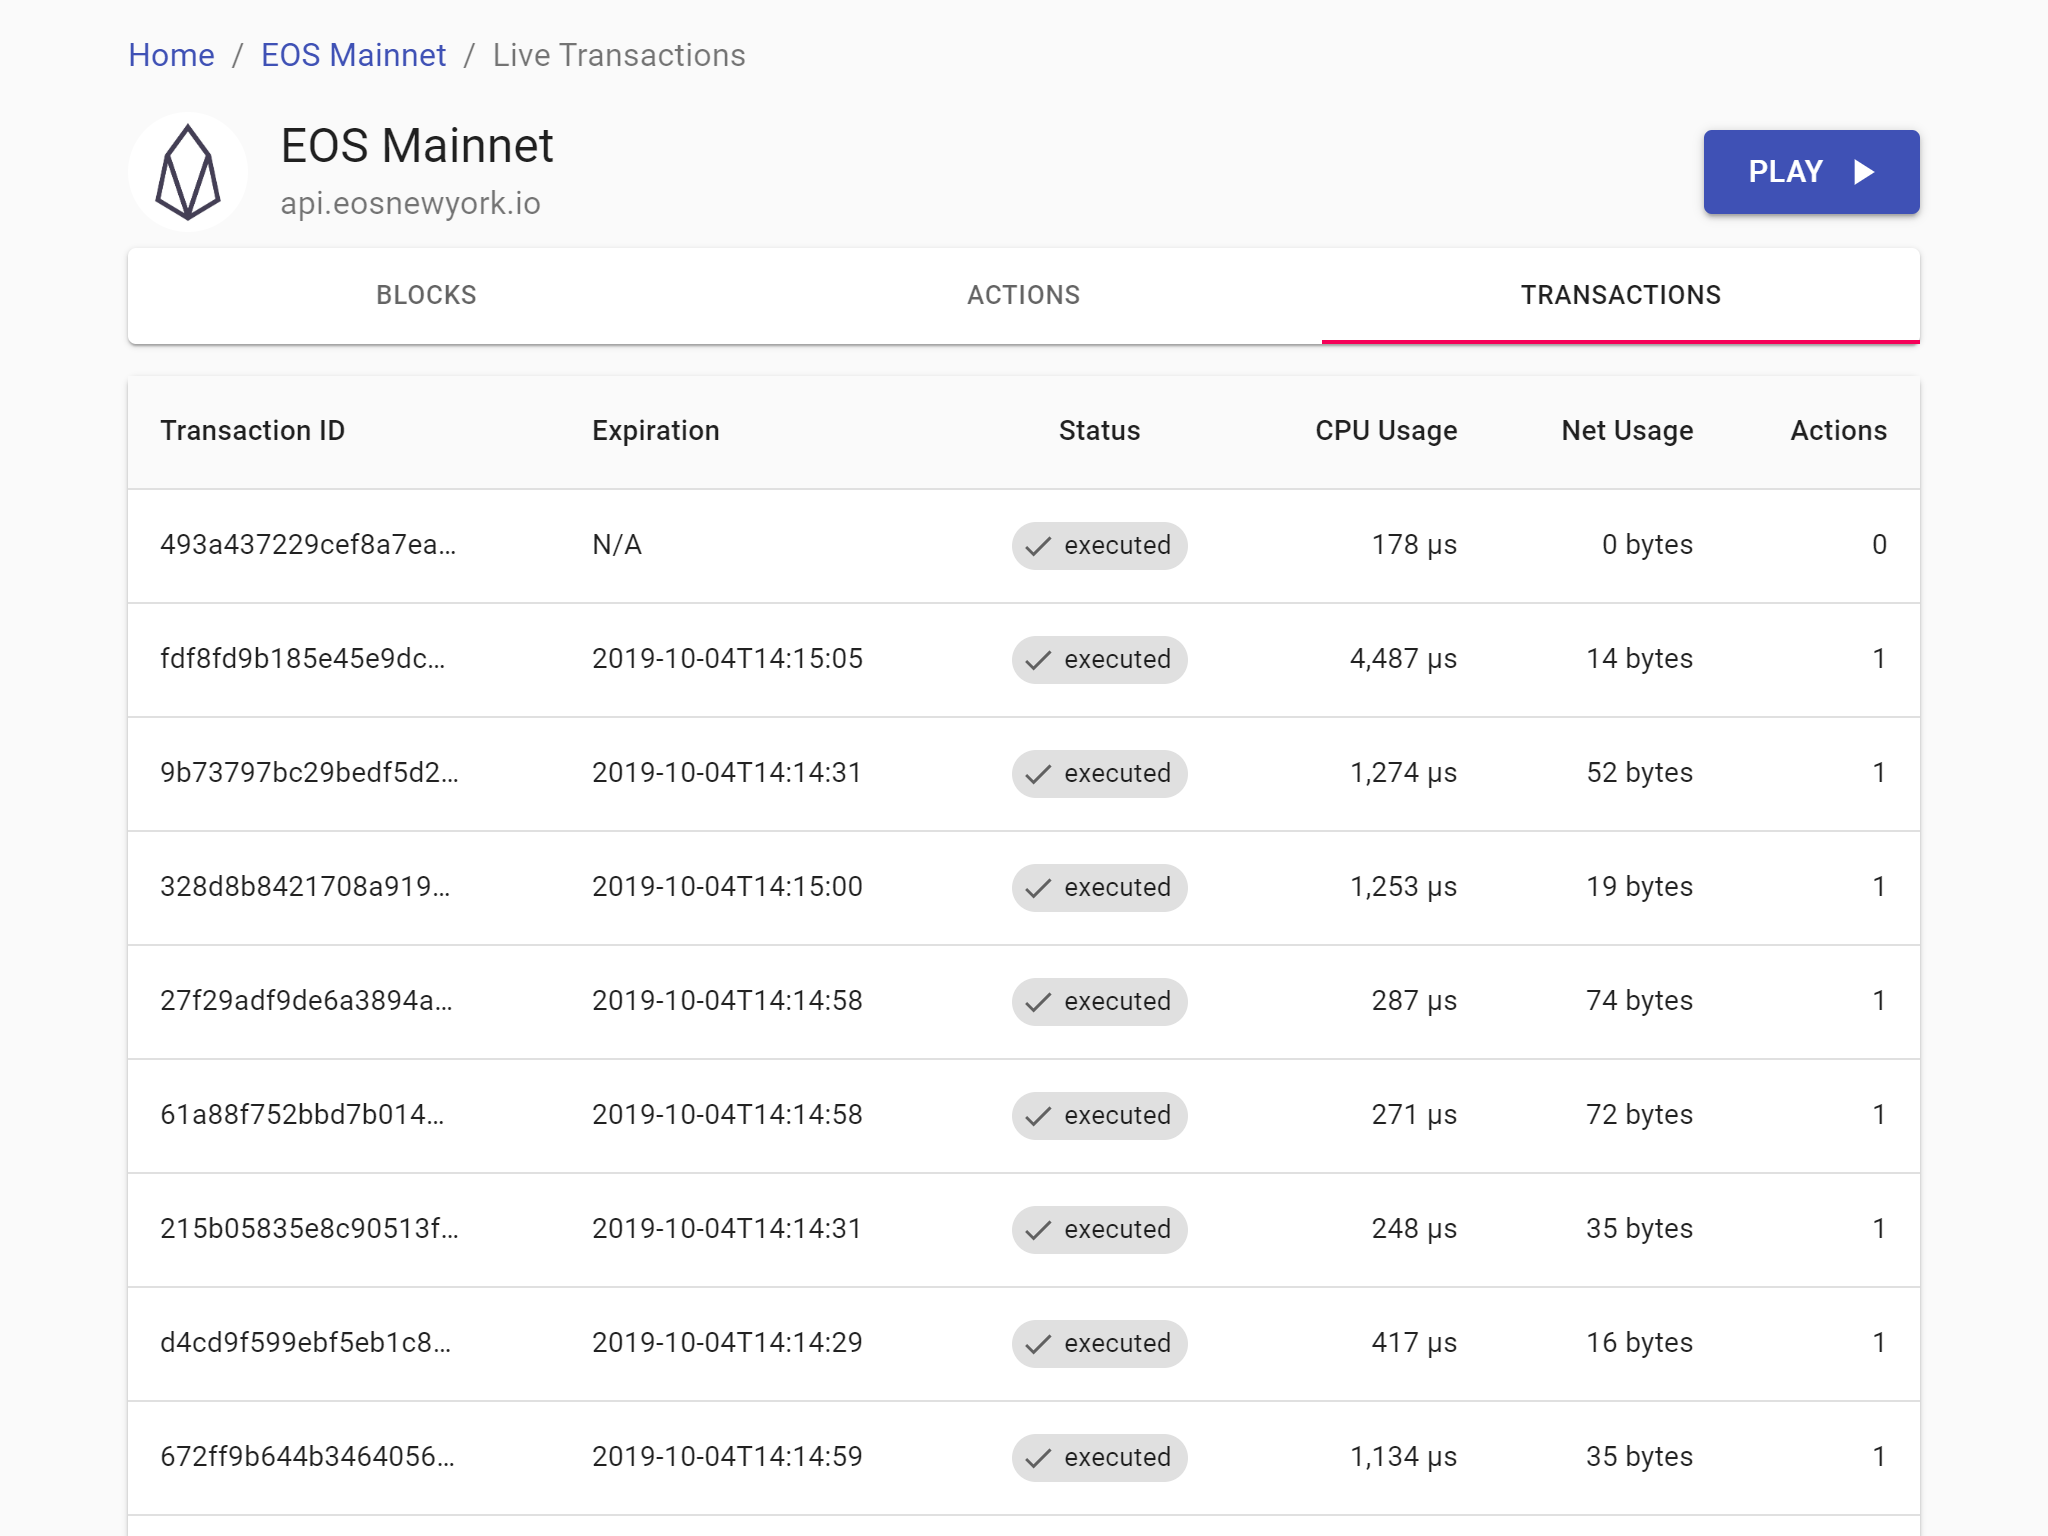 Home / EOS Mainnet / Live Transactions
EOS Mainnet
api.eosnewyork.io
PLAY
BLOCKS ACTIONS TRANSACTIONS
Transaction ID Expiration Status CPU Usage Net Usage Actions
493a437229cef8a7ea... N/A executed 178 µs 0 bytes 0
fdf8fd9b185e45e9dc... 2019-10-04T14:15:05 executed 4,487 µs 14 bytes 1
9b73797bc29bedf5d2... 2019-10-04T14:14:31 executed 1,274 µs 52 bytes 1
328d8b8421708a919... 2019-10-04T14:15:00 executed 1,253 µs 19 bytes 1
27f29adf9de6a3894a... 2019-10-04T14:14:58 executed 287 µs 74 bytes 1
61a88f752bbd7b014... 2019-10-04T14:14:58 executed 271 µs 72 bytes 1
215b05835e8c90513f... 2019-10-04T14:14:31 executed 248 µs 35 bytes 1
d4cd9f599ebf5eb1c8... 2019-10-04T14:14:29 executed 417 µs 16 bytes 1
672ff9b644b3464056... 2019-10-04T14:14:59 executed 1,134 µs 35 bytes 1